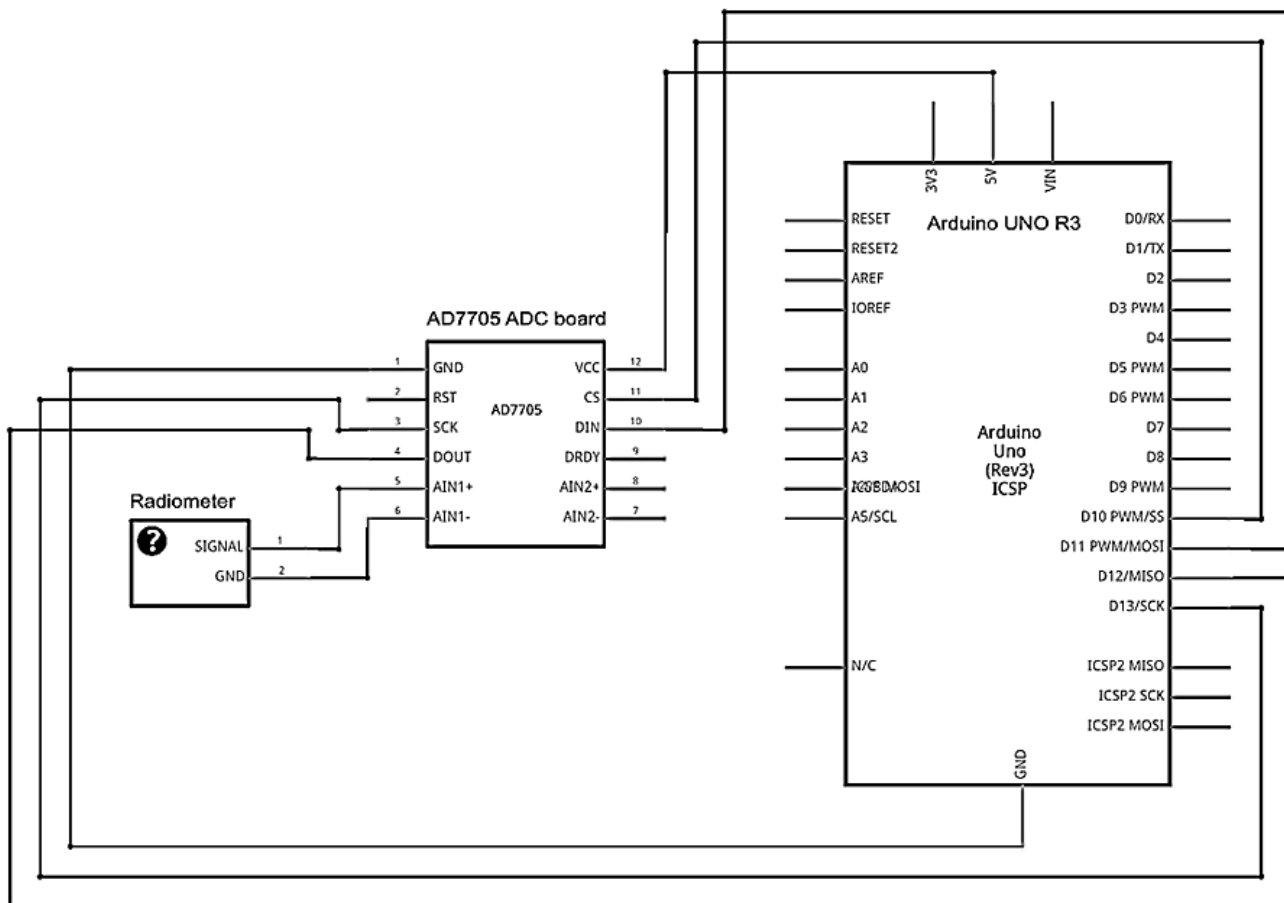 3V3
5V
VIN
Arduino UNO R3
RESET
RESET2
AREF
IOREF
A0
A1
A2
A3
A5/SCL
N/C
D0/RX
D1/TX
D2
D3 PWM
D4
D5 PWM
D6 PWM
D7
D8
D9 PWM
D10 PWM/SS
D11 PWM/MOSI
D12/MISO
D13/SCK
ICSP2 MISO
ICSP2 SCK
ICSP2 MOSI
Arduino
Uno
(Rev3)
ICSP
GND
AD7705 ADC board
AD7705
1 GND
2 RST
3 SCK
4 DOUT
5 AIN1+
6 AIN1-
VCC 12
CS 11
DIN 10
DRDY 9
AIN2+ 8
AIN2- 7
Radiometer
?
SIGNAL 1
GND 2